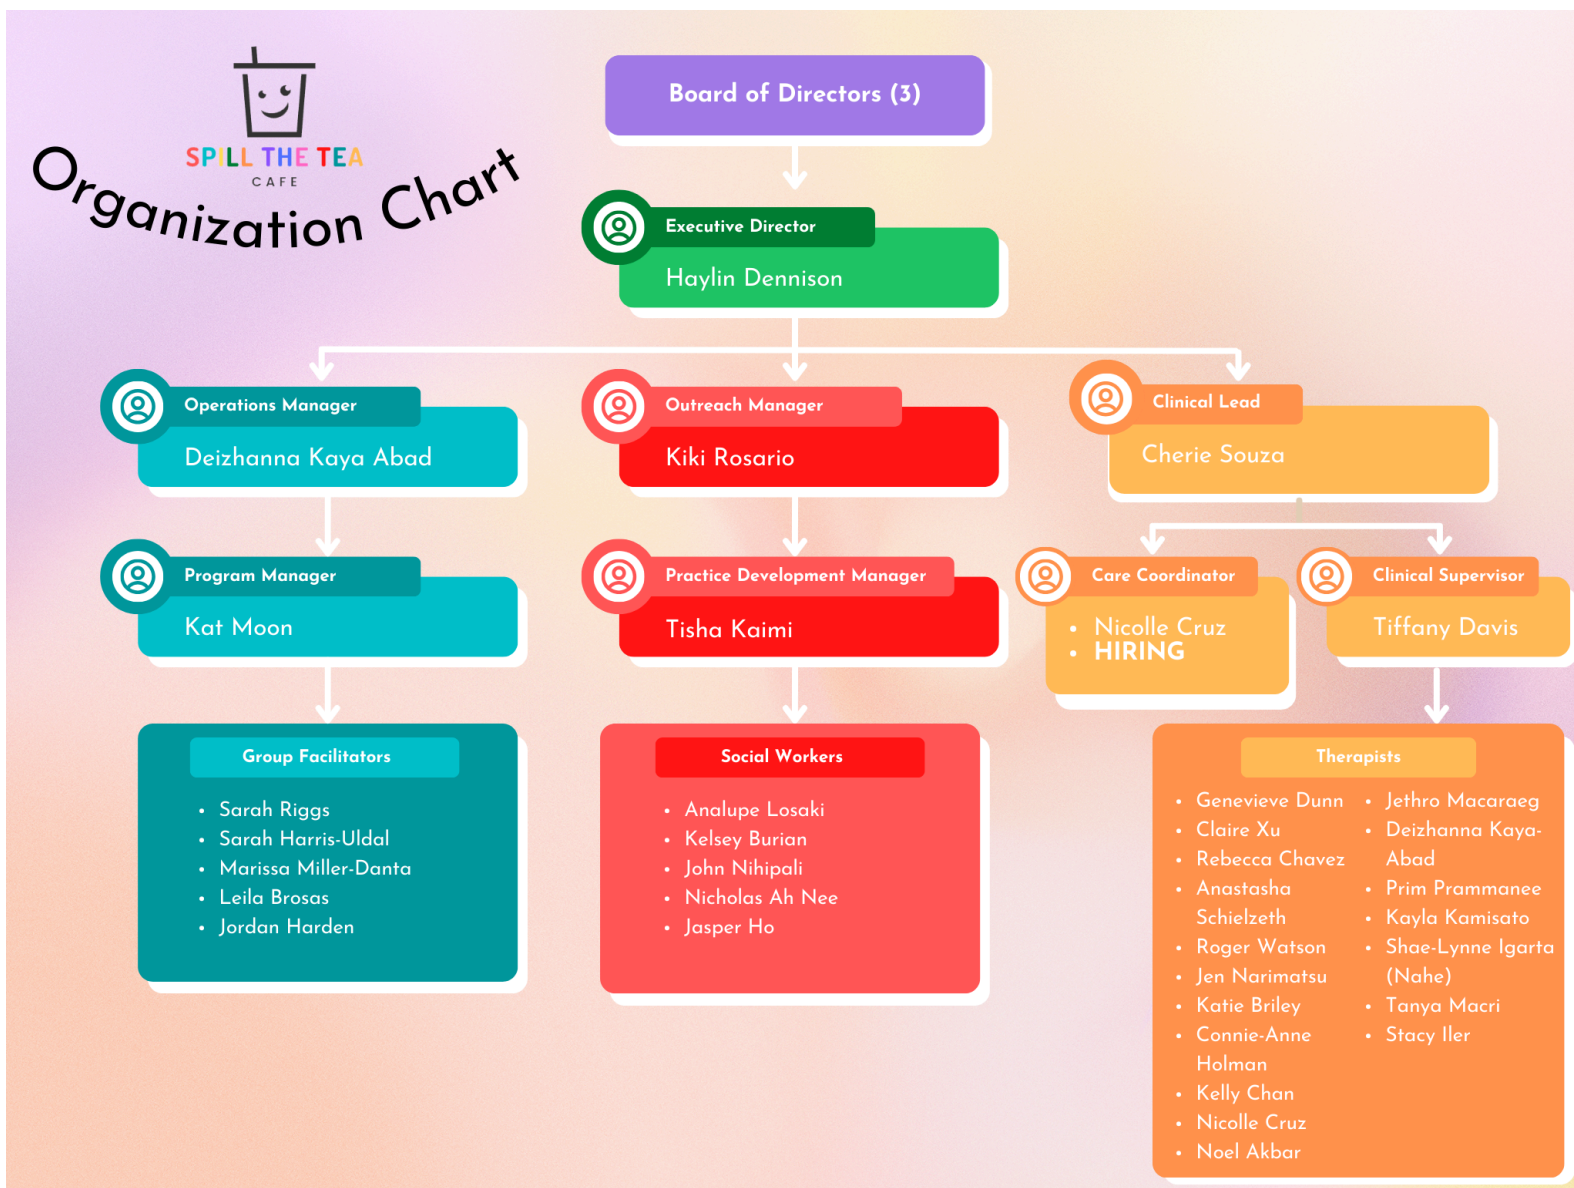 SPILL THE TEA
CAFE
Organization Chart
Board of Directors (3)
Executive Director
Haylin Dennison
Operations Manager
Deizhanna Kaya Abad
Outreach Manager
Kiki Rosario
Clinical Lead
Cherie Souza
Program Manager
Kat Moon
Practice Development Manager
Tisha Kaimi
Care Coordinator
• Nicolle Cruz
• HIRING
Clinical Supervisor
Tiffany Davis
Group Facilitators
• Sarah Riggs
• Sarah Harris-Uldal
• Marissa Miller-Danta
• Leila Brosas
• Jordan Harden
Social Workers
• Analupe Losaki
• Kelsey Burian
• John Nihipali
• Nicholas Ah Nee
• Jasper Ho
Therapists
• Genevieve Dunn
• Claire Xu
• Rebecca Chavez
• Anastasha
Schielzeth
• Roger Watson
• Jen Narimatsu
• Katie Briley
• Connie-Anne
Holman
• Kelly Chan
• Nicolle Cruz
• Noel Akbar
• Jethro Macaraeg
• Deizhanna Kaya-
Abad
• Prim Prammanee
• Kayla Kamisato
• Shae-Lynne Igarta
(Nahe)
• Tanya Macri
• Stacy Iler